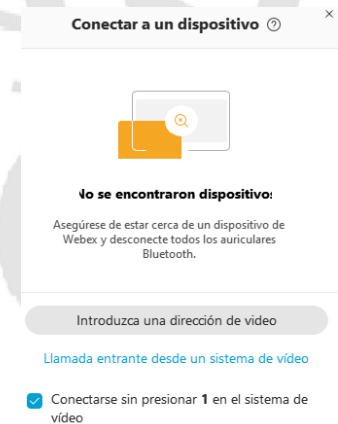 Conectar a un dispositivo
No se encontraron dispositivos
Asegúrese de estar cerca de un dispositivo de
Webex y desconecte todos los auriculares
Bluetooth.
Introduzca una dirección de video
Llamada entrante desde un sistema de vídeo
Conectarse sin presionar 1 en el sistema de
vídeo